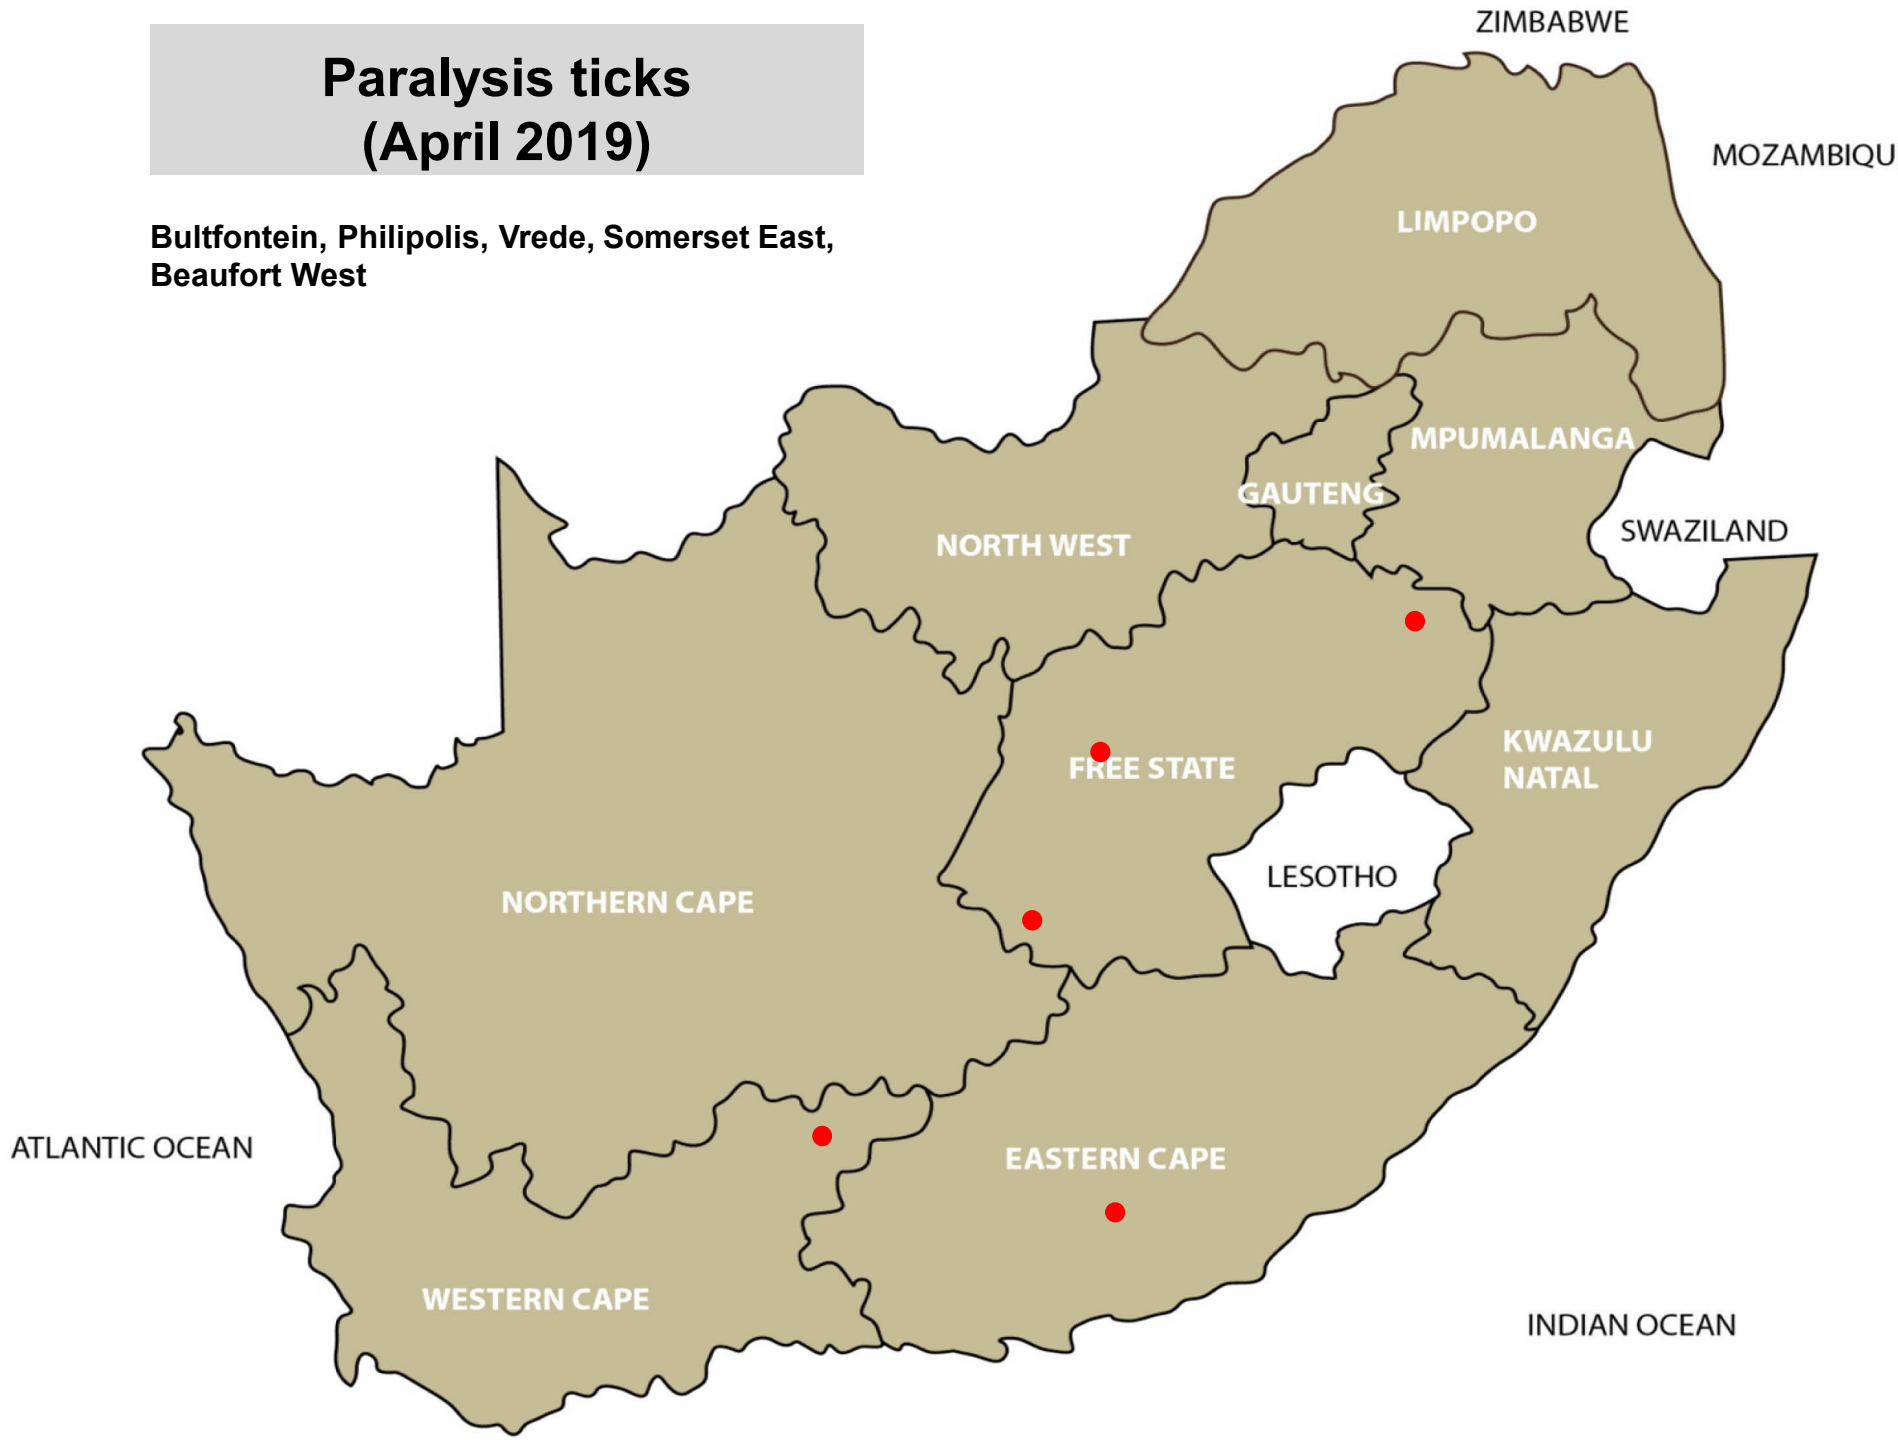 Paralysis ticks
(April 2019)
Bultfontein, Philipolis, Vrede, Somerset East,
Beaufort West
ZIMBABWE
MOZAMBIQU
LIMPOPO
MPUMALANGA
GAUTENG
SWAZILAND
NORTH WEST
KWAZULU
NATAL
FREE STATE
LESOTHO
NORTHERN CAPE
ATLANTIC OCEAN
EASTERN CAPE
WESTERN CAPE
INDIAN OCEAN